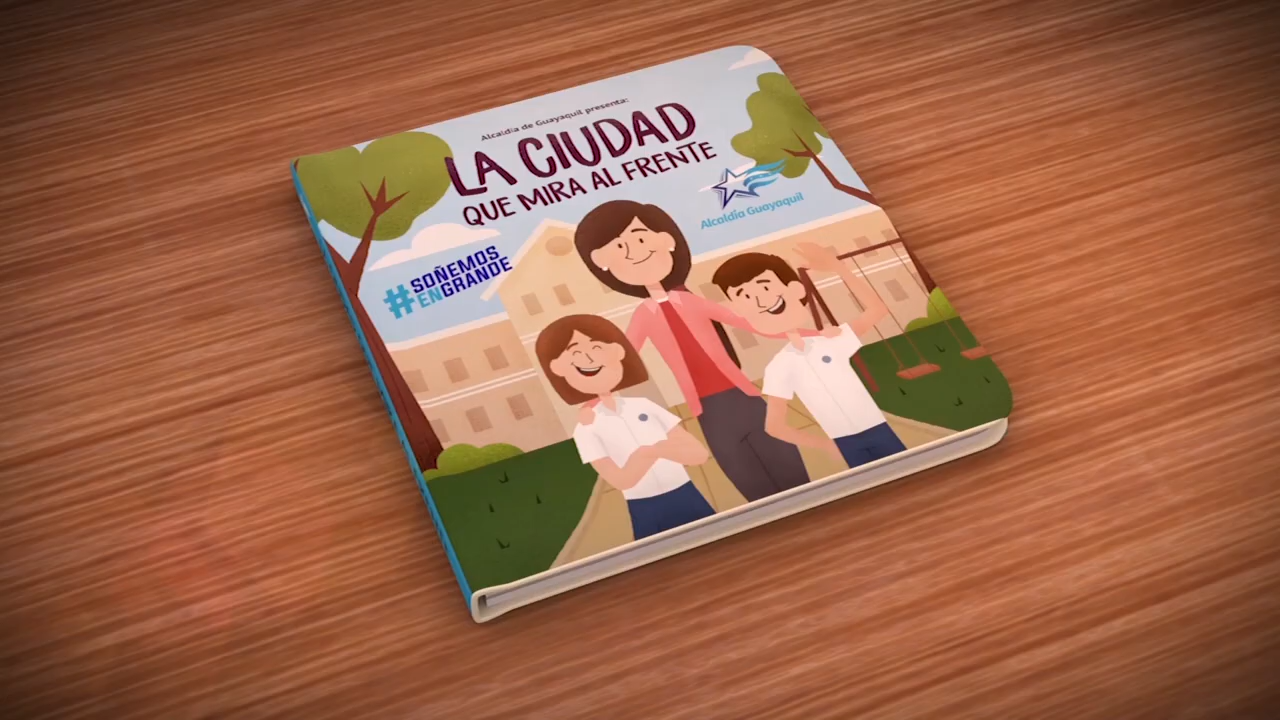 Alcaldía de Guayaquil presenta:
LA CIUDAD
QUE MIRA AL FRENTE
Alcaldía Guayaquil
#SOÑEMOS
ENGRANDE